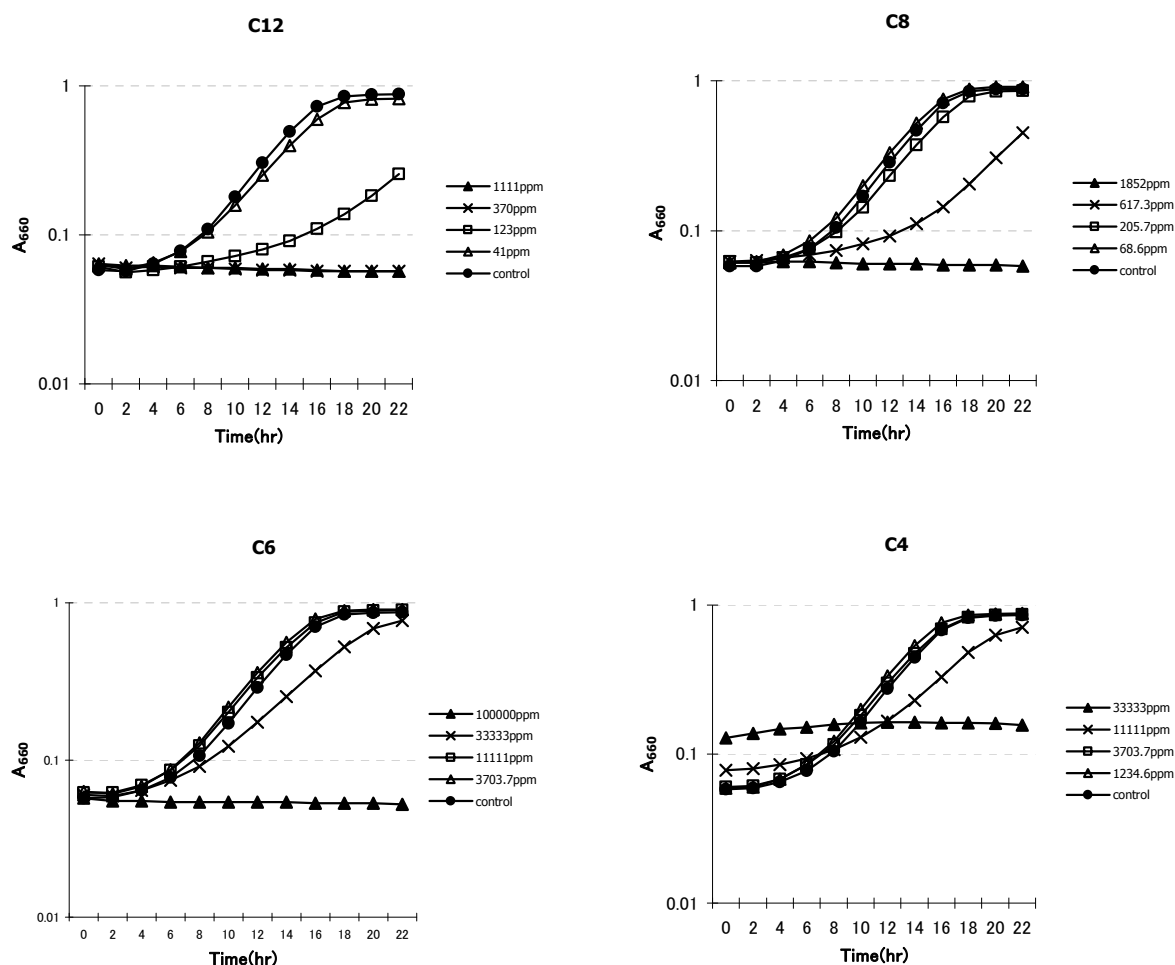 C12
1
0.1
0.01
A660
0 2 4 6 8 10 12 14 16 18 20 22
Time(hr)
1111ppm
370ppm
123ppm
41ppm
control
C8
1
0.1
0.01
A660
0 2 4 6 8 10 12 14 16 18 20 22
Time(hr)
1852ppm
617.3ppm
205.7ppm
68.6ppm
control
C6
1
0.1
0.01
A660
0 2 4 6 8 10 12 14 16 18 20 22
Time(hr)
100000ppm
33333ppm
11111ppm
3703.7ppm
control
C4
1
0.1
0.01
A660
0 2 4 6 8 10 12 14 16 18 20 22
Time(hr)
33333ppm
11111ppm
3703.7ppm
1234.6ppm
control